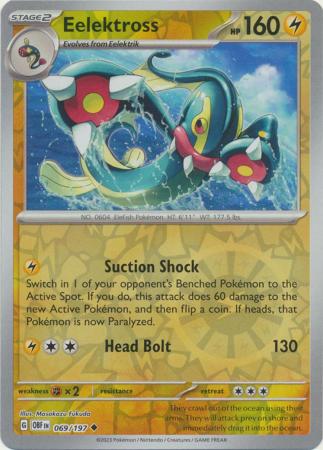 STAGE2 Eelektross HP 160
Evolves from Eelektrik
NO. 0604 EleFish Pokémon HT: 6'11" WT: 177.5 lbs.
Suction Shock
Switch in 1 of your opponent's Benched Pokémon to the
Active Spot. If you do, this attack does 60 damage to the
new Active Pokémon, and then flip a coin. If heads, that
Pokémon is now Paralyzed.
Head Bolt 130
weakness ×2 resistance retreat
Illus. Masakazu Fukuda
G OBF EN 069/197
They crawl out of the ocean using their
arms. They will attack prey on shore and
immediately drag it into the ocean.
©2023 Pokémon / Nintendo / Creatures / GAME FREAK